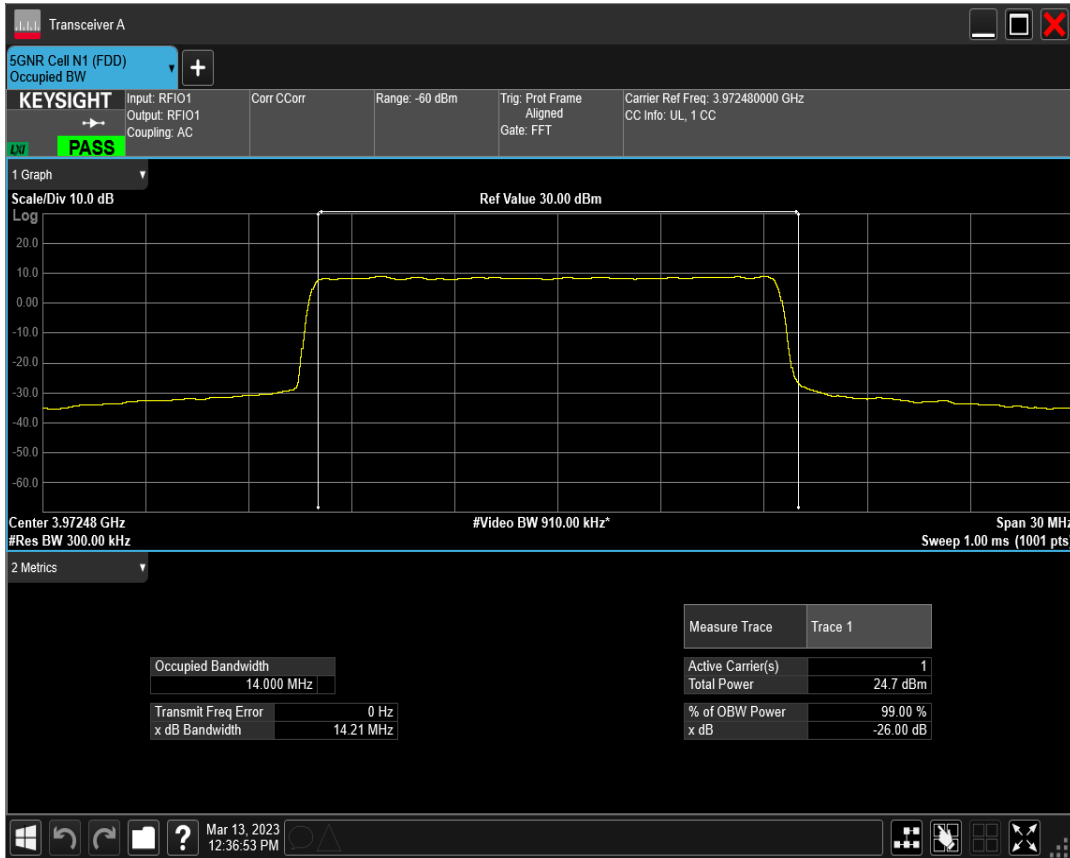 Transceiver A
5GNR Cell N1 (FDD)
Occupied BW
KEYSIGHT
LXI
PASS
Input: RFIO1
Output: RFIO1
Coupling: AC
Corr CCorr
Range: -60 dBm
Trig: Prot Frame
Aligned
Gate: FFT
Carrier Ref Freq: 3.972480000 GHz
CC Info: UL, 1 CC
1 Graph
Scale/Div 10.0 dB
Ref Value 30.00 dBm
Log
20.0
10.0
0.00
-10.0
-20.0
-30.0
-40.0
-50.0
-60.0
Center 3.97248 GHz
#Video BW 910.00 kHz*
Span 30 MHz
#Res BW 300.00 kHz
Sweep 1.00 ms (1001 pts)
2 Metrics
Measure Trace Trace 1
Occupied Bandwidth
14.000 MHz
Transmit Freq Error 0 Hz
x dB Bandwidth 14.21 MHz
Active Carrier(s) 1
Total Power 24.7 dBm
% of OBW Power 99.00 %
x dB -26.00 dB
Mar 13, 2023
12:36:53 PM